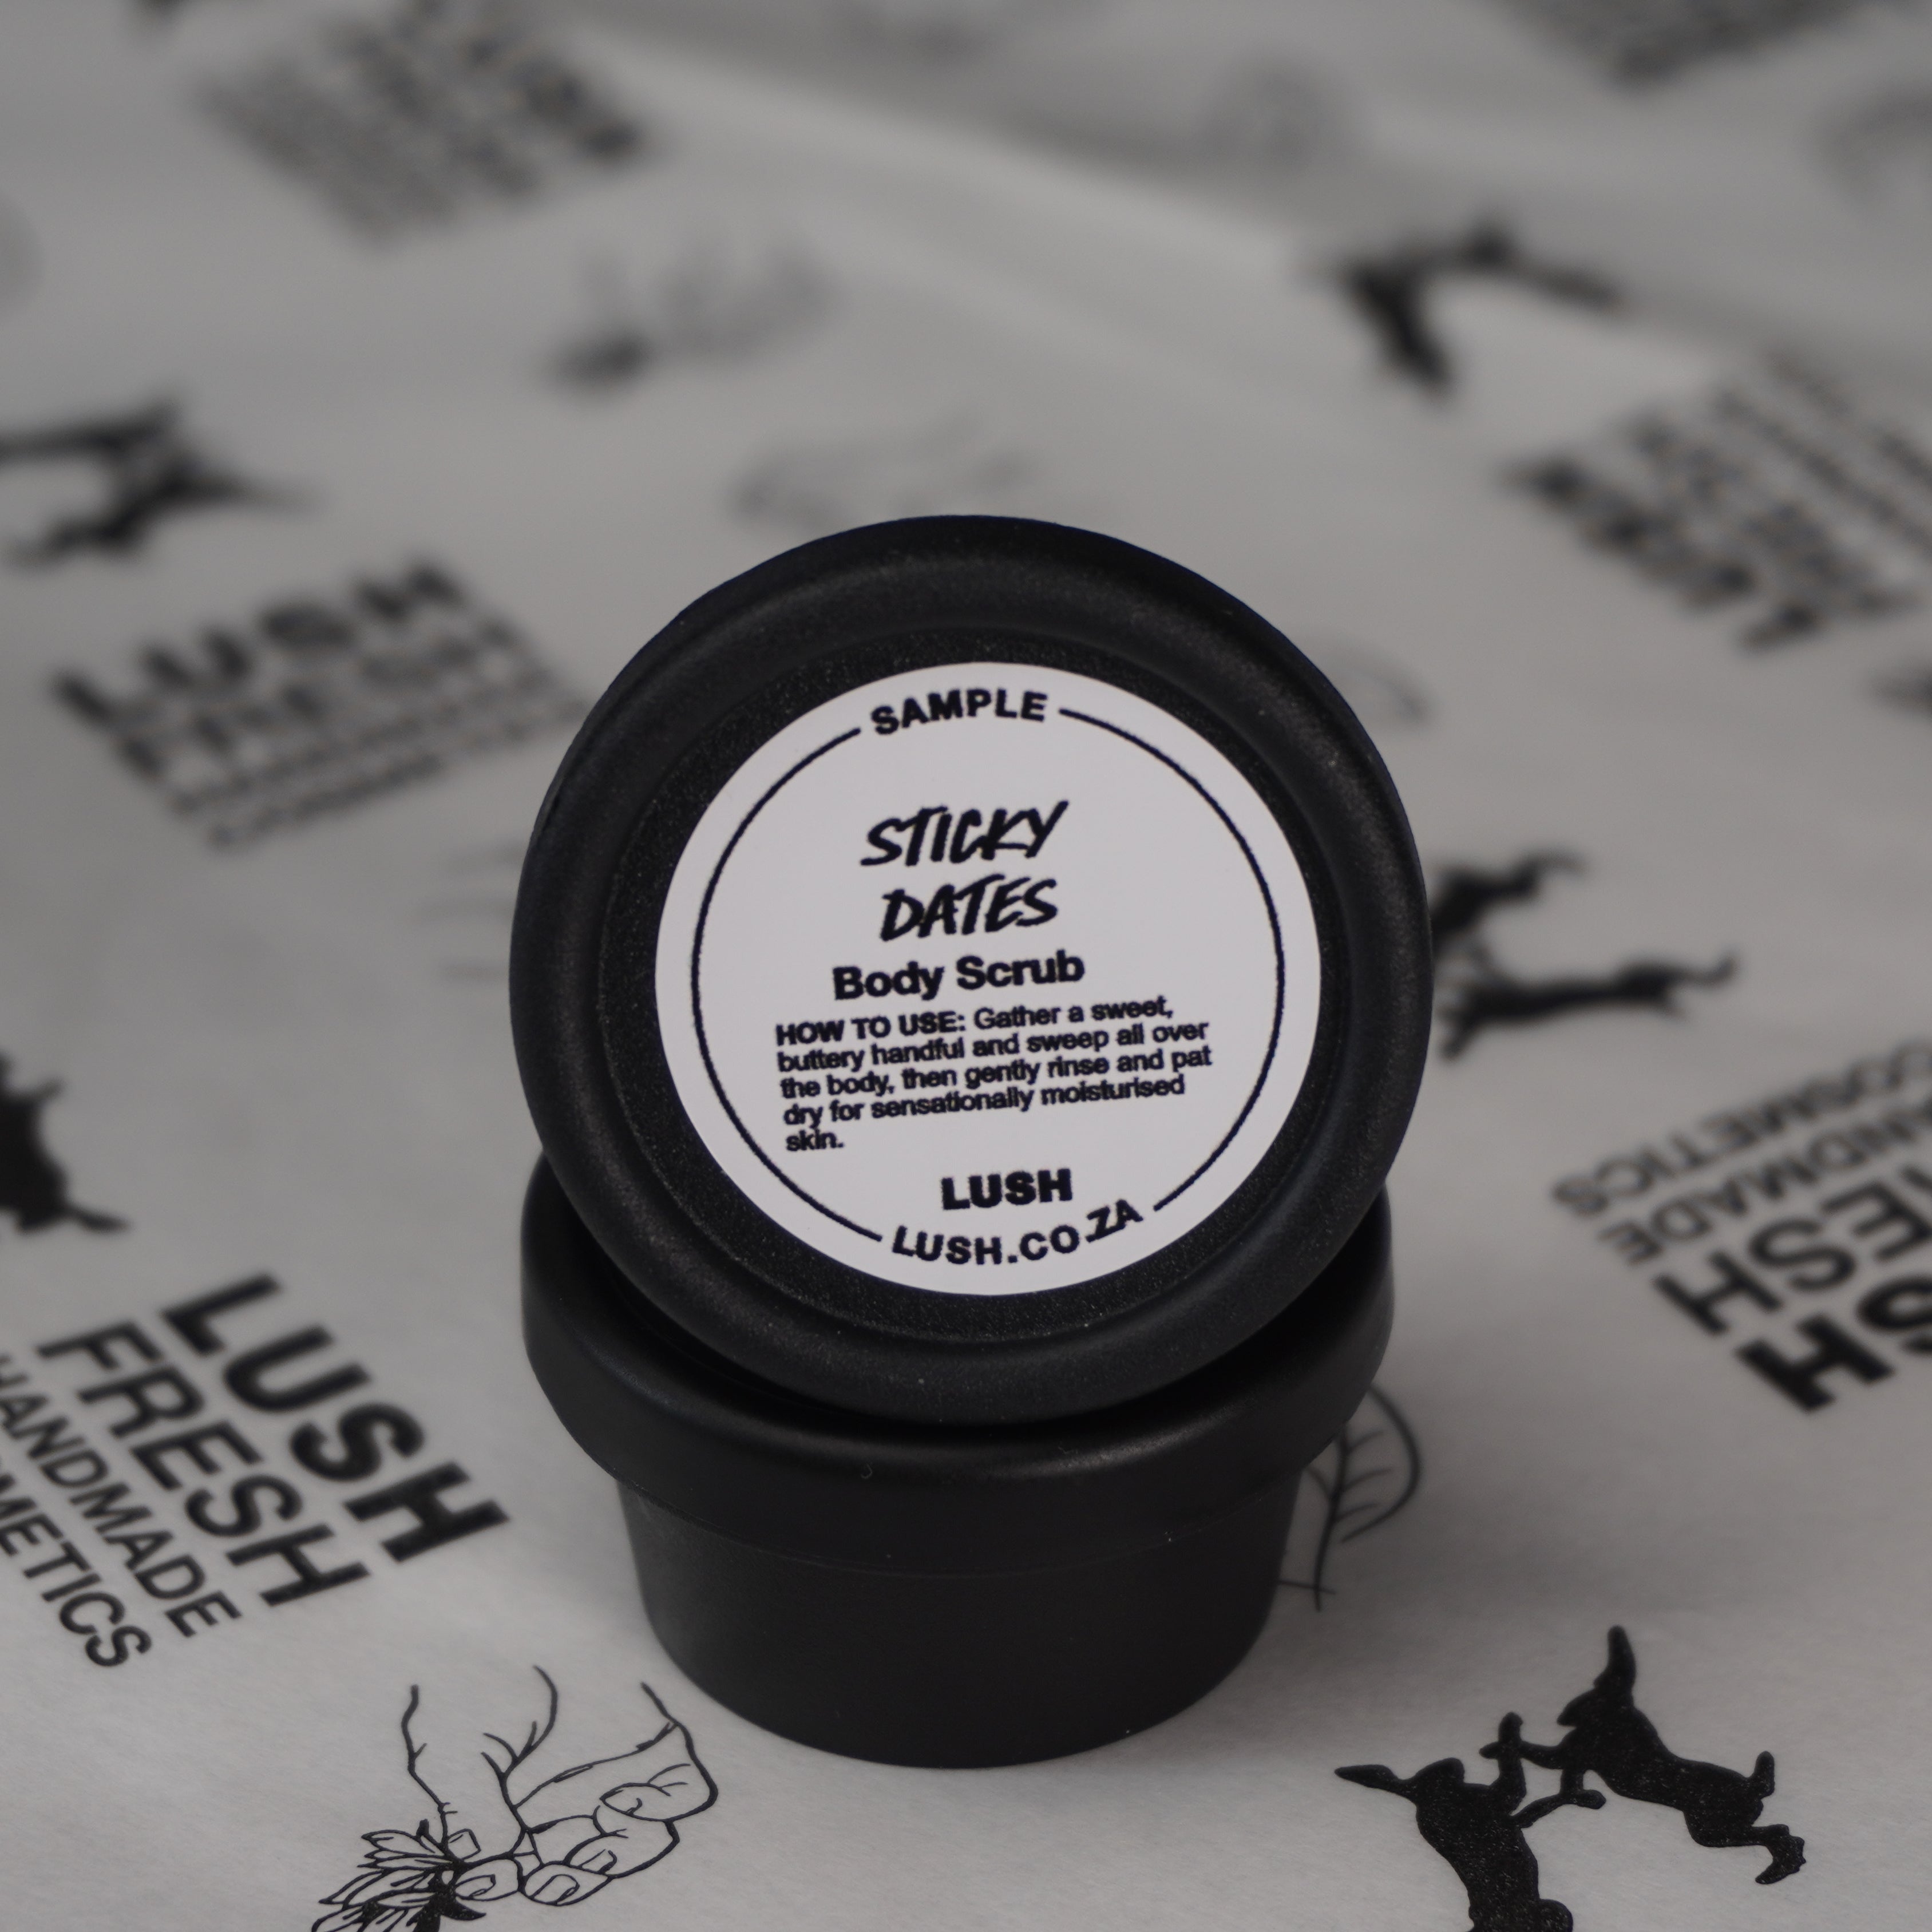 SAMPLE
STICKY
DATES
Body Scrub
HOW TO USE: Gather a sweet,
buttery handful and sweep all over
the body, then gently rinse and pat
dry for sensationally moisturised
skin.
LUSH
LUSH.CO.ZA
LUSH
FRESH
HANDMADE
LUSH
FRESH
HANDMADE
COSMETICS